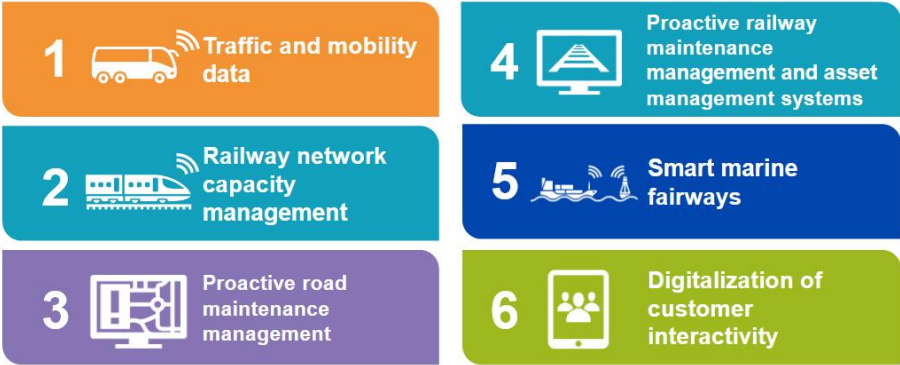 1
Traffic and mobility
data
2
Railway network
capacity
management
3
Proactive road
maintenance
management
4
Proactive railway
maintenance
management and asset
management systems
5
Smart marine
fairways
6
Digitalization of
customer
interactivity